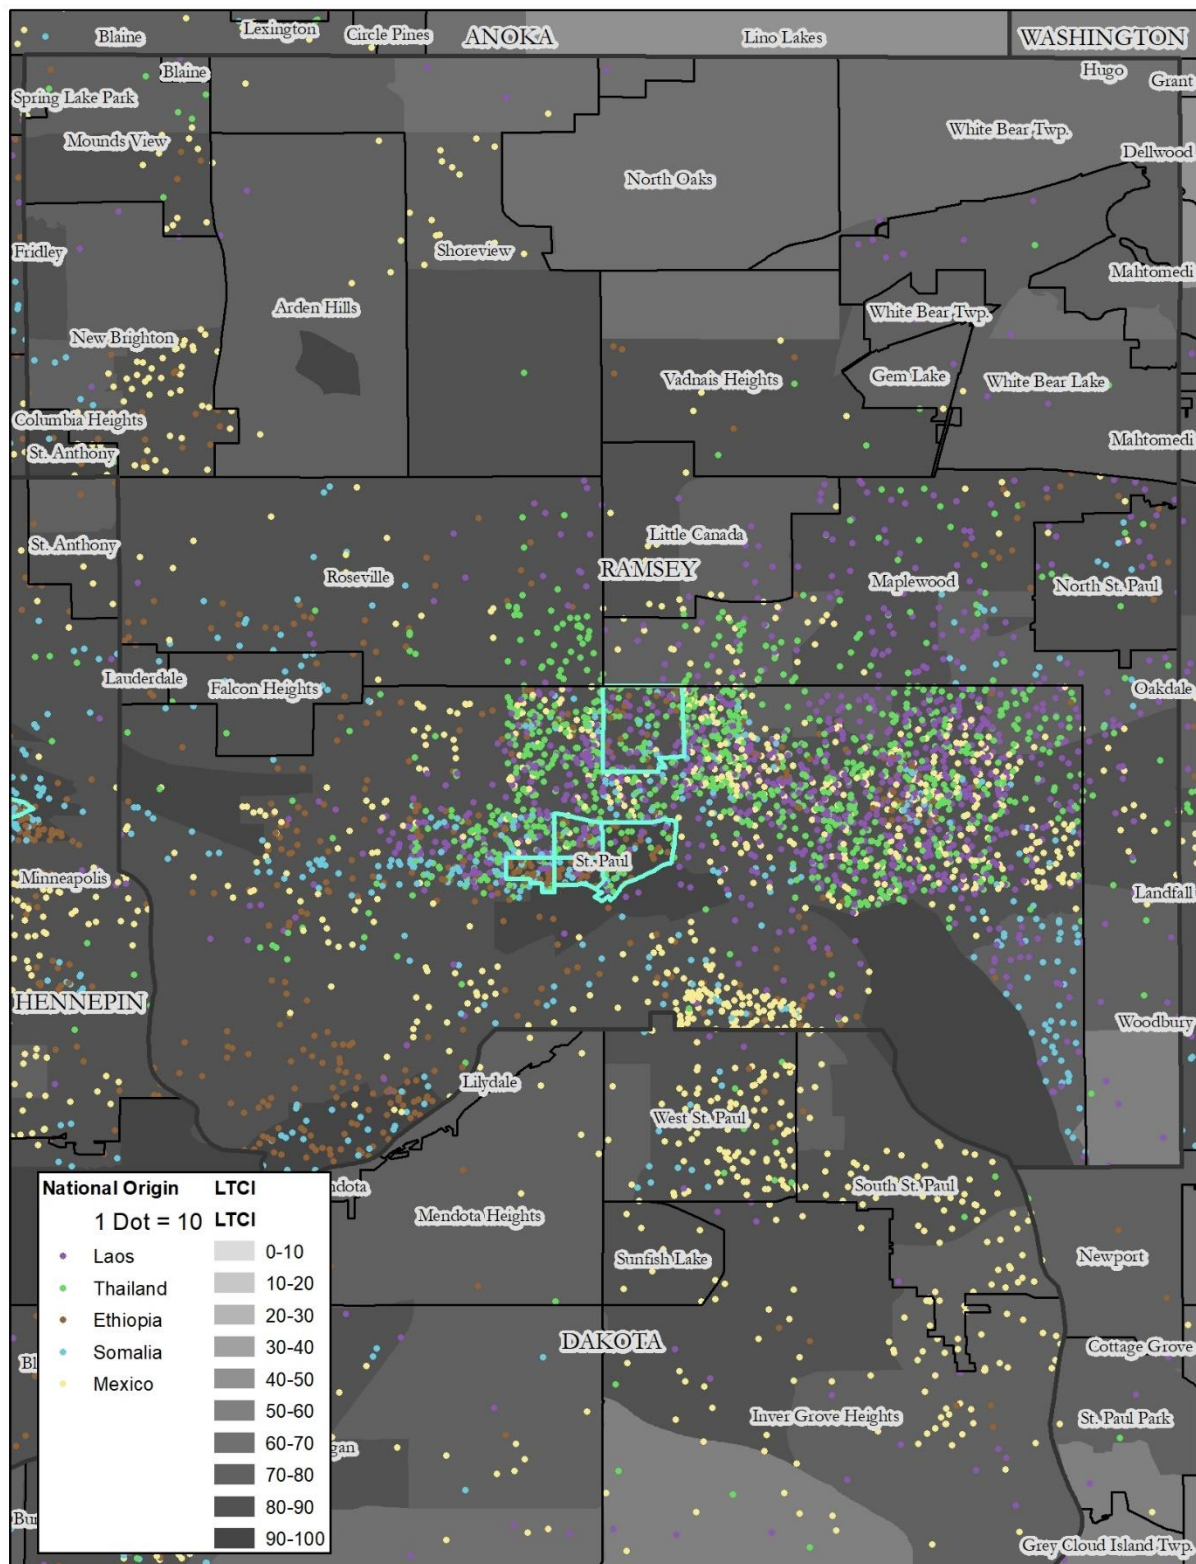 Blaine
Lexington
Circle Pines
ANOKA
Lino Lakes
WASHINGTON
Blaine
Hugo
Grant
Spring Lake Park
Mounds View
White Bear Twp.
Dellwood
North Oaks
Fridley
Shoreview
Mahtomedi
Arden Hills
White Bear Twp.
New Brighton
Vadnais Heights
Gem Lake
White Bear Lake
Columbia Heights
St. Anthony
Mahtomedi
St. Anthony
Little Canada
Roseville
RAMSEY
Maplewood
North St. Paul
Lauderdale
Falcon Heights
Oakdale
St. Paul
Minneapolis
Landfall
HENNEPIN
Woodbury
Lilydale
West St. Paul
South St. Paul
ndota
Mendota Heights
Sunfish Lake
Newport
DAKOTA
Cottage Grove
Bl
Inver Grove Heights
St. Paul Park
gan
Bu
Grey Cloud Island Twp.
National Origin LTCI
1 Dot = 10 LTCI
Laos 0-10
Thailand 10-20
Ethiopia 20-30
Somalia 30-40
Mexico 40-50
50-60
60-70
70-80
80-90
90-100